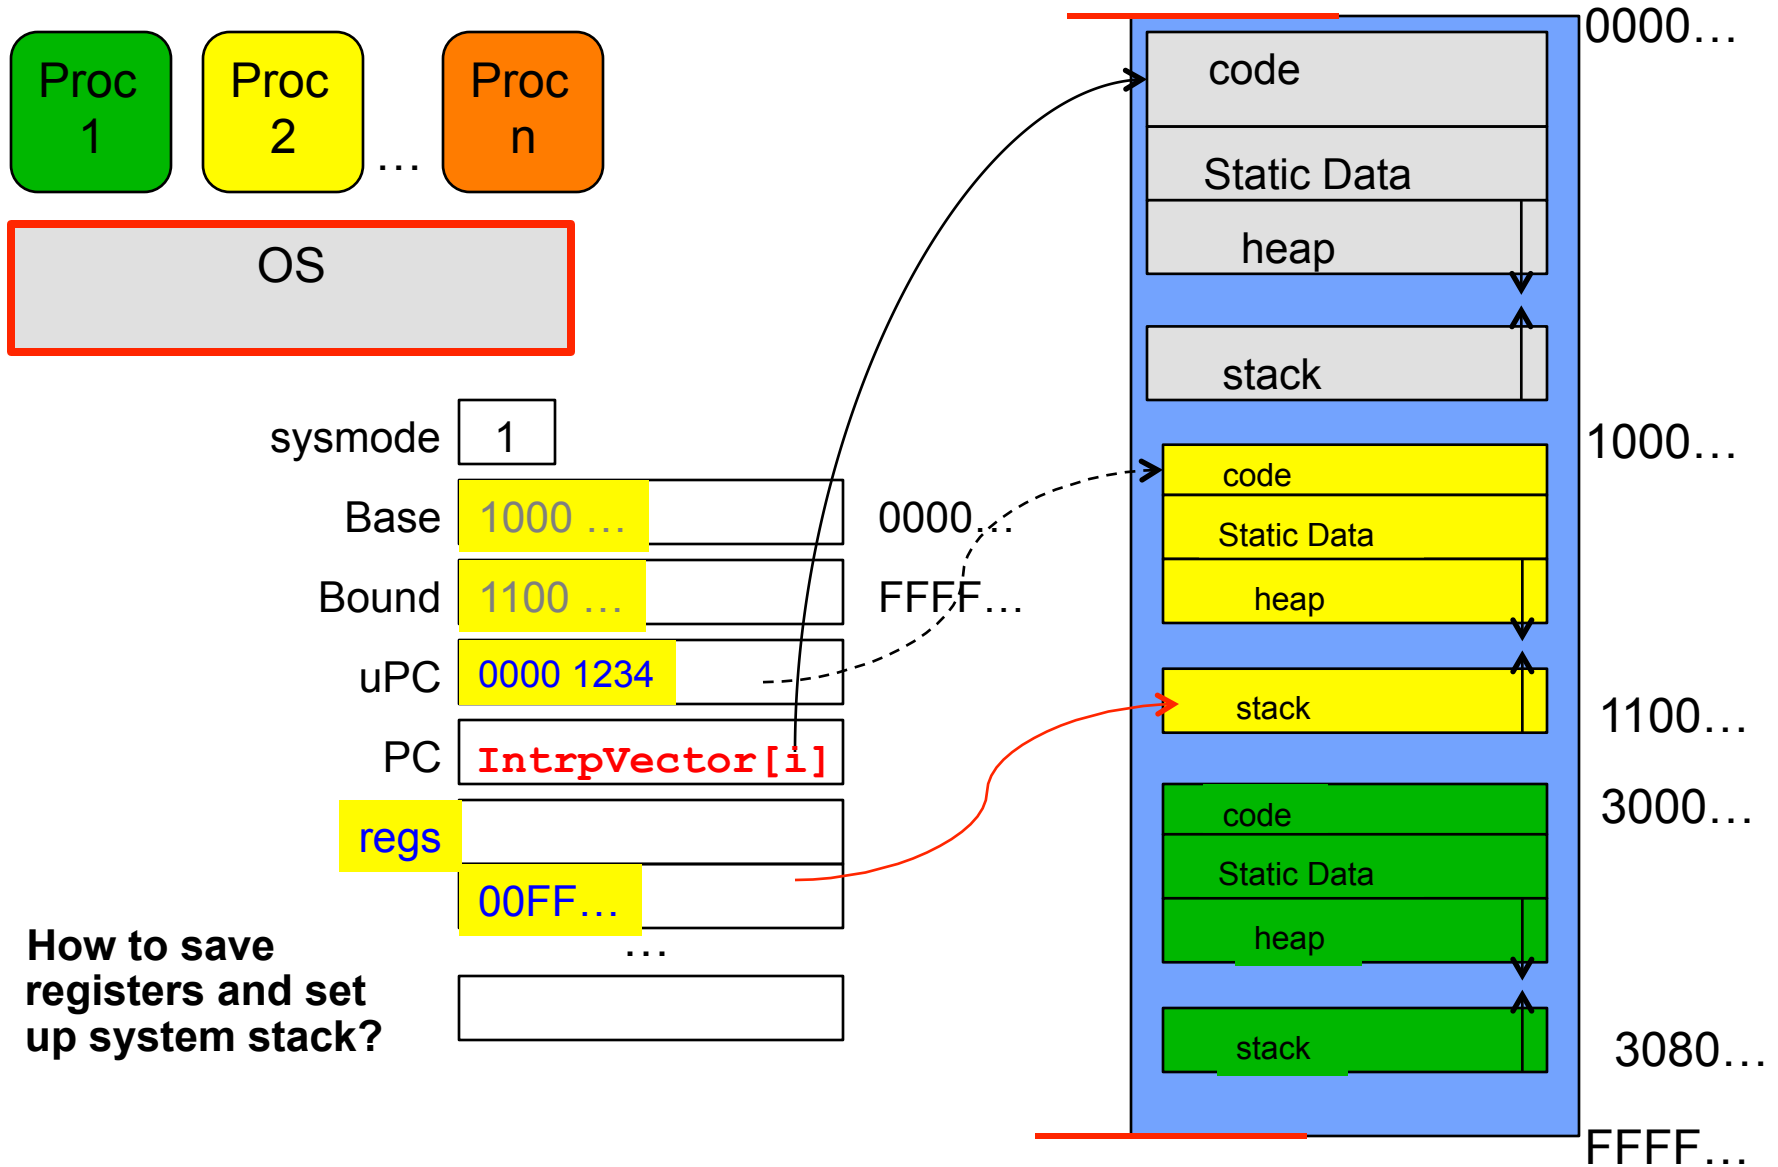 Proc
1
Proc
2
…
Proc
n
OS
sysmode 1
Base 1000 … 0000…
Bound 1100 … FFFF…
uPC 0000 1234
PC IntrpVector[i]
regs
00FF…
…
How to save
registers and set
up system stack?
0000…
code
Static Data
heap
stack
1000…
code
Static Data
heap
stack
1100…
3000…
code
Static Data
heap
stack
3080…
FFFF…